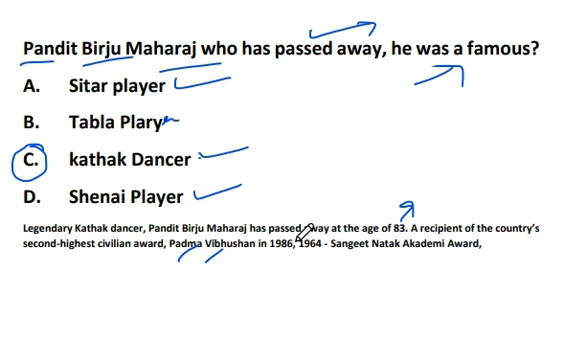 Pandit Birju Maharaj who has passed away, he was a famous?
A. Sitar player
B. Tabla Plary
C. kathak Dancer
D. Shenai Player
Legendary Kathak dancer, Pandit Birju Maharaj has passed away at the age of 83. A recipient of the country's
second-highest civilian award, Padma Vibhushan in 1986, 1964 - Sangeet Natak Akademi Award,